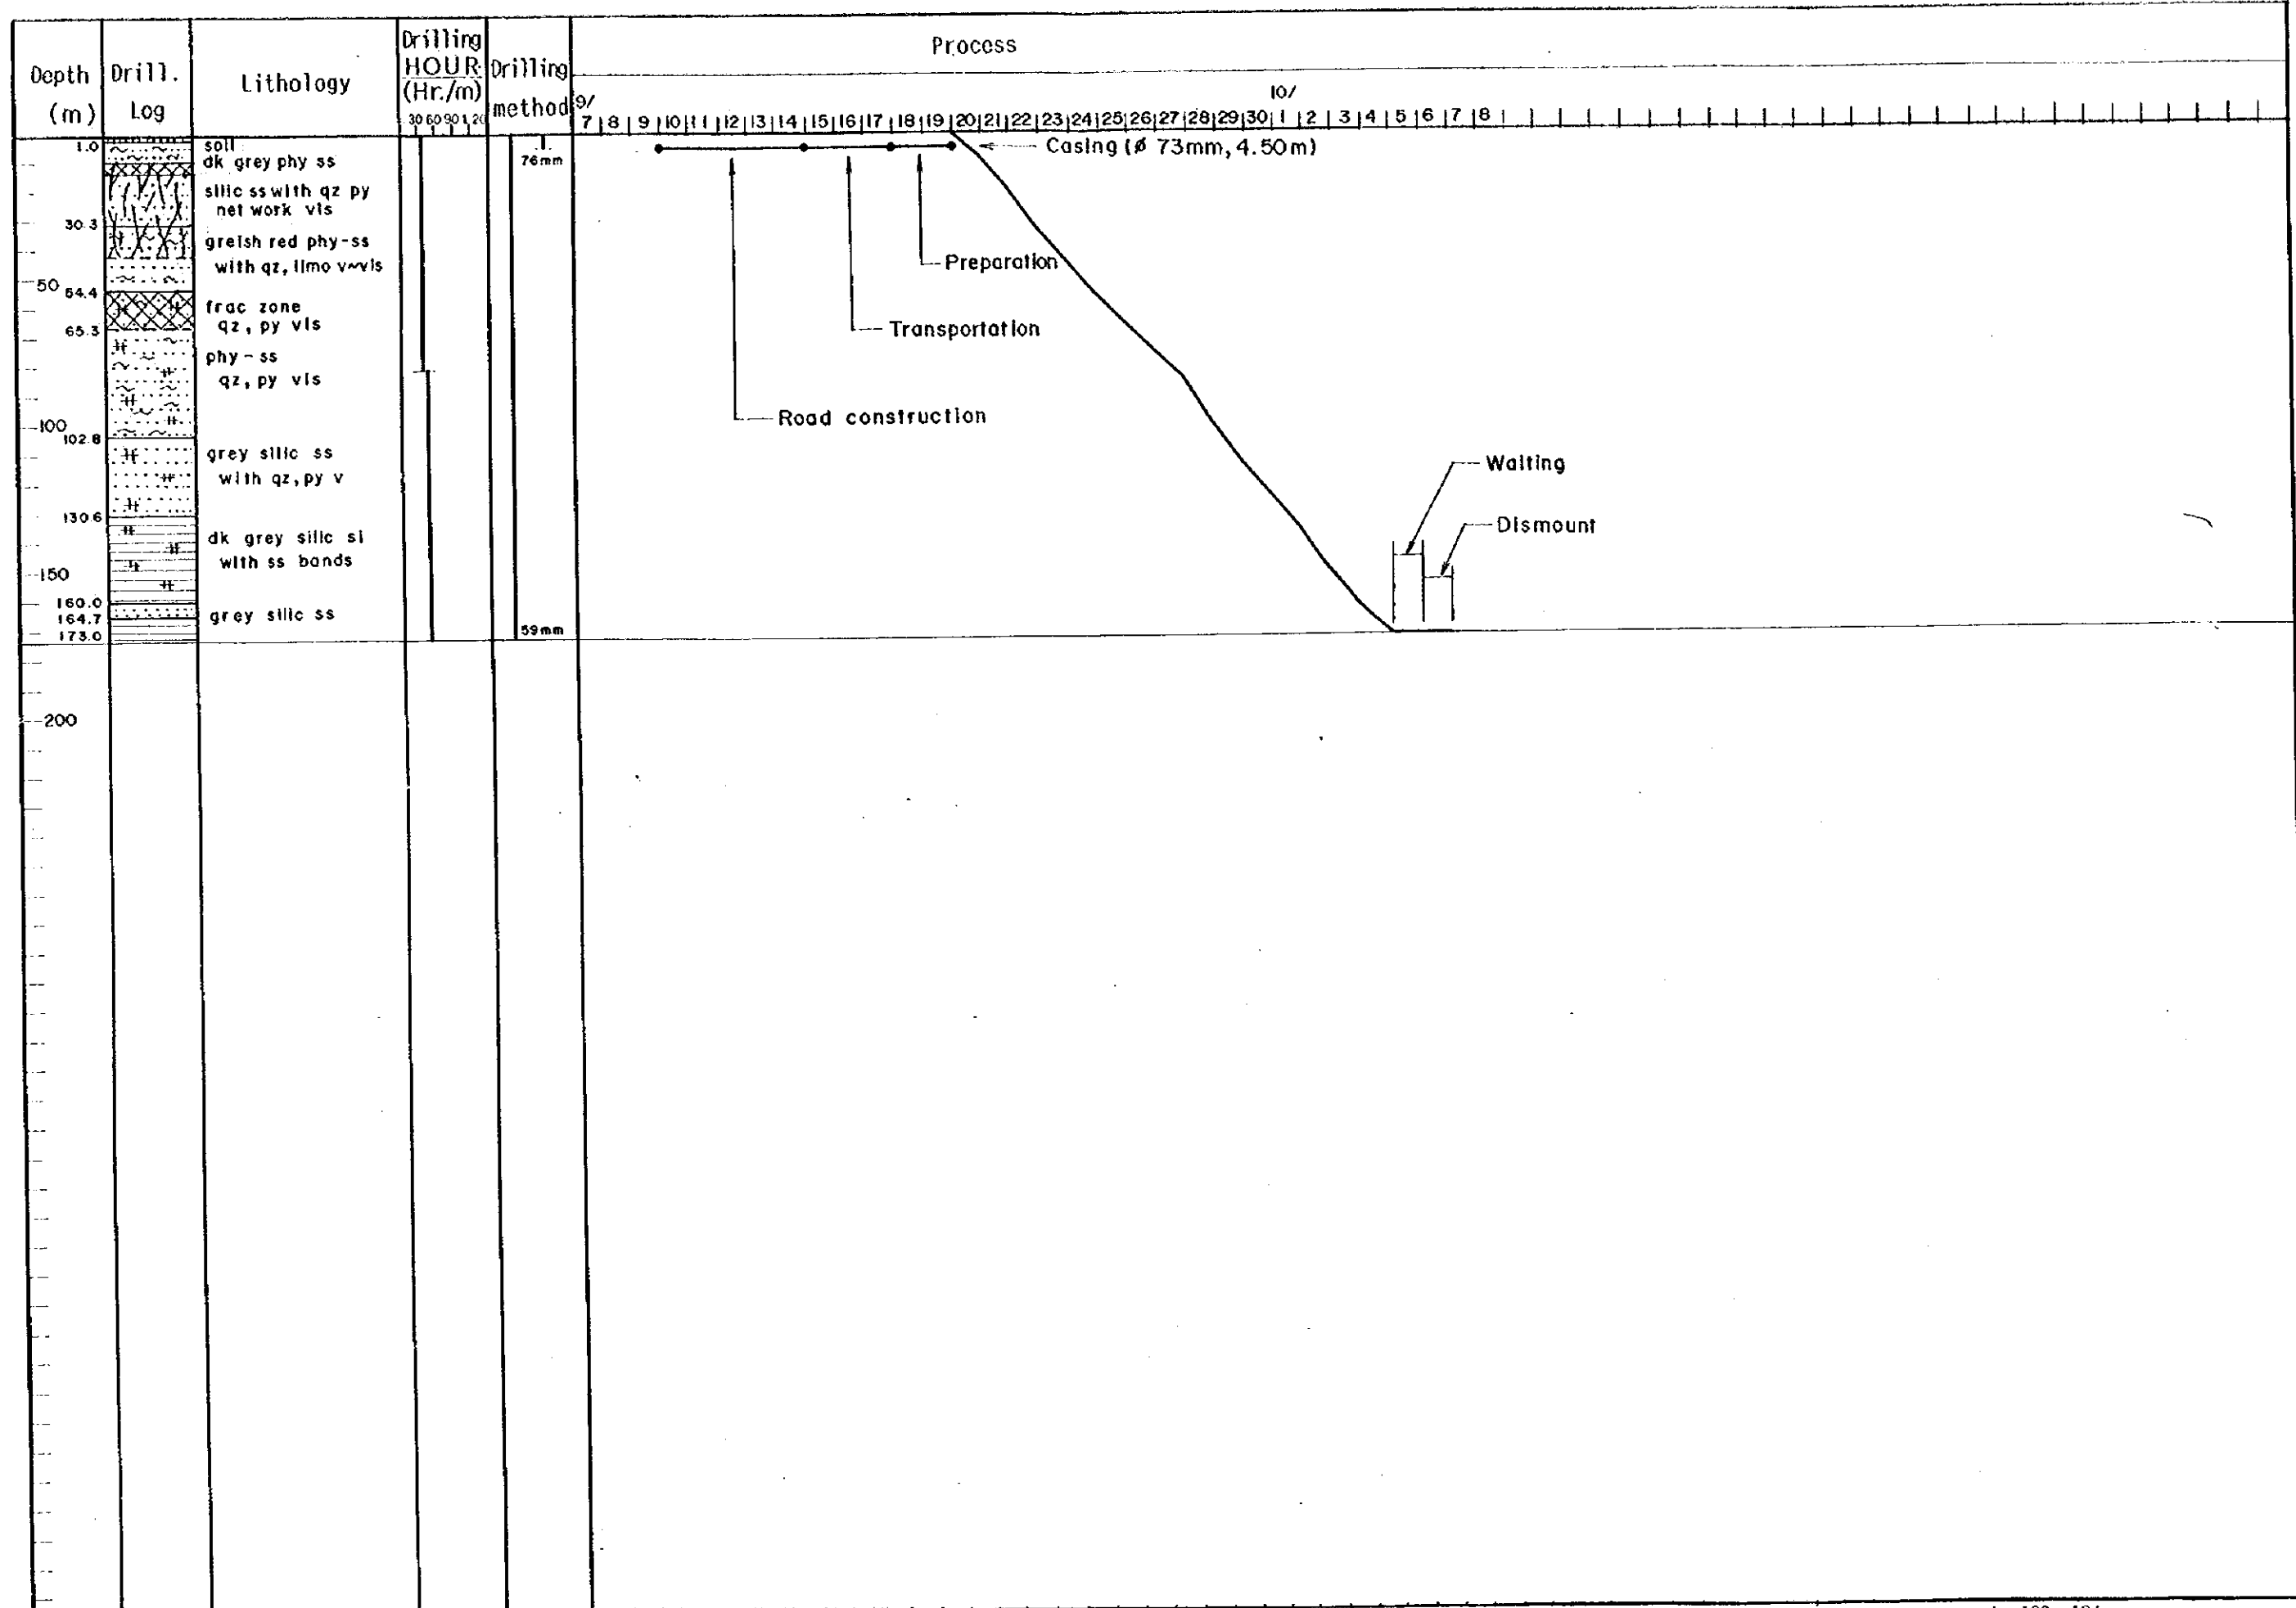 Depth
(m)
Drill.
Log
Lithology
Drilling
HOUR
(Hr./m)
30 60 90 1,20
Drilling
method
Process
9/
10/
7 8 9 10 11 12 13 14 15 16 17 18 19 20 21 22 23 24 25 26 27 28 29 30 1 2 3 4 5 6 7 8
1.0
30.3
50
54.4
65.3
100
102.8
130.6
150
160.0
164.7
173.0
200
soil
dk grey phy ss
silic ss with qz py
net work vls
greish red phy-ss
with qz, limo v~vls
frac zone
qz, py vls
phy-ss
qz, py vls
grey silic ss
with qz, py v
dk grey silic sl
with ss bands
grey silic ss
76mm
59mm
Casing (ø 73mm, 4.50m)
Preparation
Transportation
Road construction
Waiting
Dismount